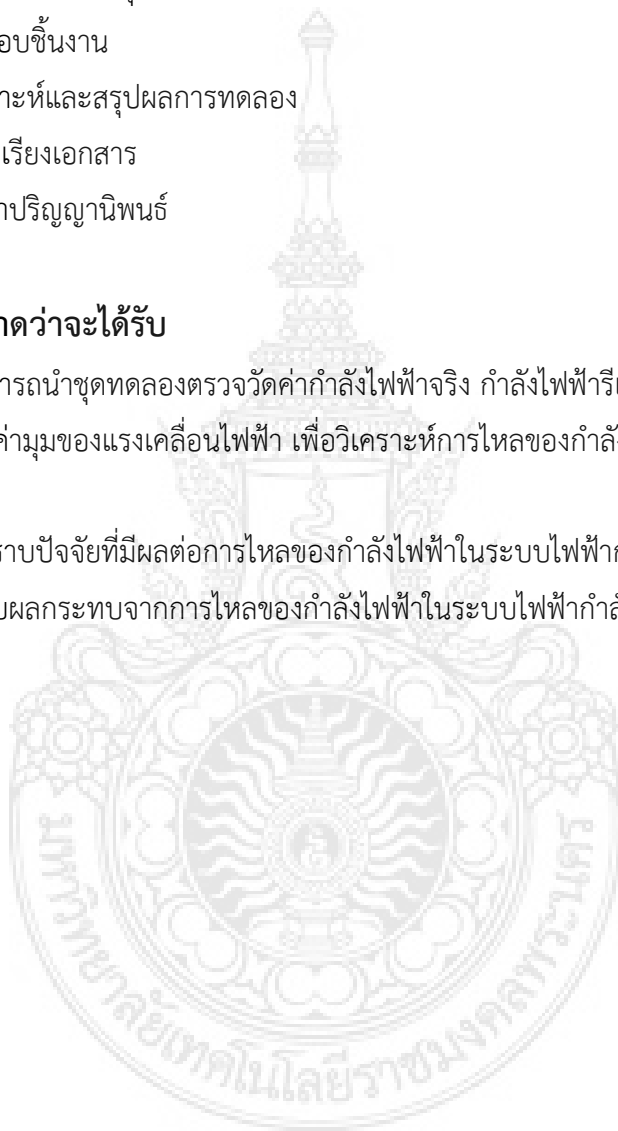 อบชิ้นงาน
าะห์และสรุปผลการทดลอง
เรียงเอกสาร
าปริญญานิพนธ์
าดว่าจะได้รับ
ารถนำชุดทดลองตรวจวัดค่ากำลังไฟฟ้าจริง กำลังไฟฟ้ารีแ
ค่ามุมของแรงเคลื่อนไฟฟ้า เพื่อวิเคราะห์การไหลของกำลั
ราบปัจจัยที่มีผลต่อการไหลของกำลังไฟฟ้าในระบบไฟฟ้าก
บผลกระทบจากการไหลของกำลังไฟฟ้าในระบบไฟฟ้ากำลั
มหาวิทยาลัยเทคโนโลยีราชมงคลพระนคร